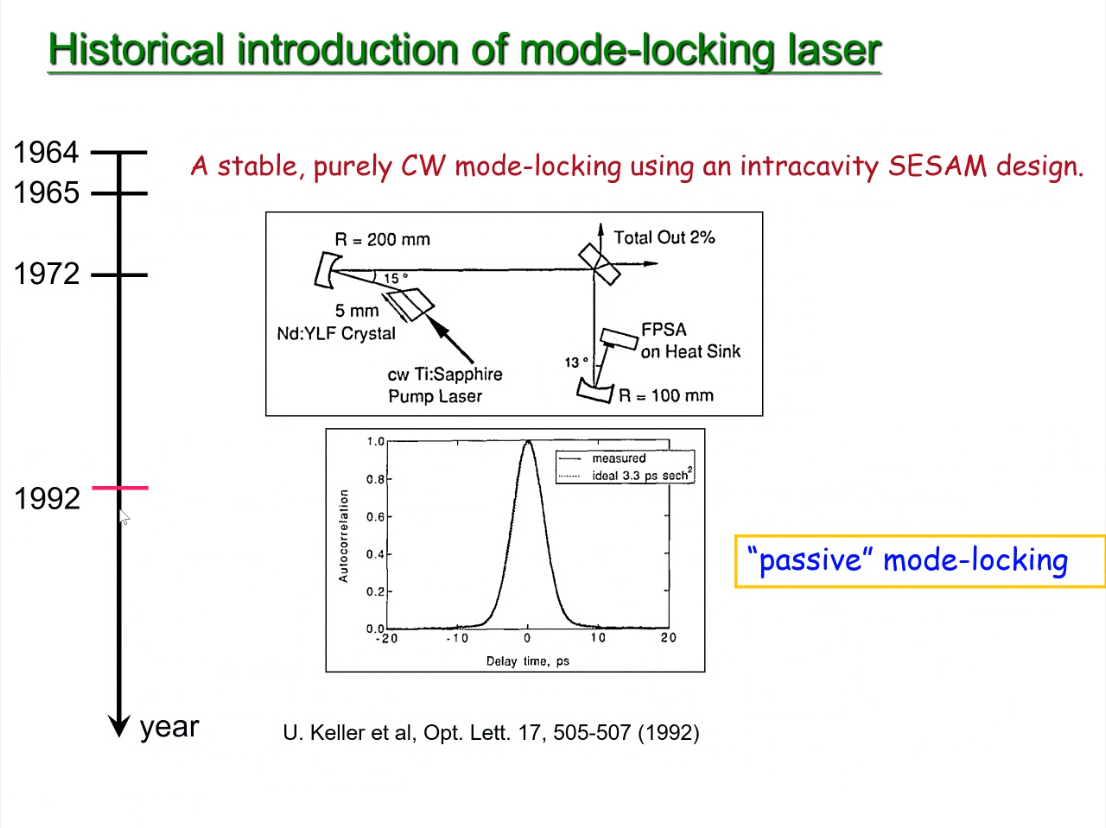 Historical introduction of mode-locking laser
1964
1965
1972
1992
year
A stable, purely CW mode-locking using an intracavity SESAM design.
R = 200 mm
Total Out 2%
15°
5 mm
Nd:YLF Crystal
cw Ti:Sapphire
Pump Laser
FPSA
on Heat Sink
13°
R = 100 mm
1.0
0.8
0.6
0.4
0.2
0.0
Autocorrelation
measured
ideal 3.3 ps sech²
-20
-10
0
10
20
Delay time, ps
"passive" mode-locking
U. Keller et al, Opt. Lett. 17, 505-507 (1992)